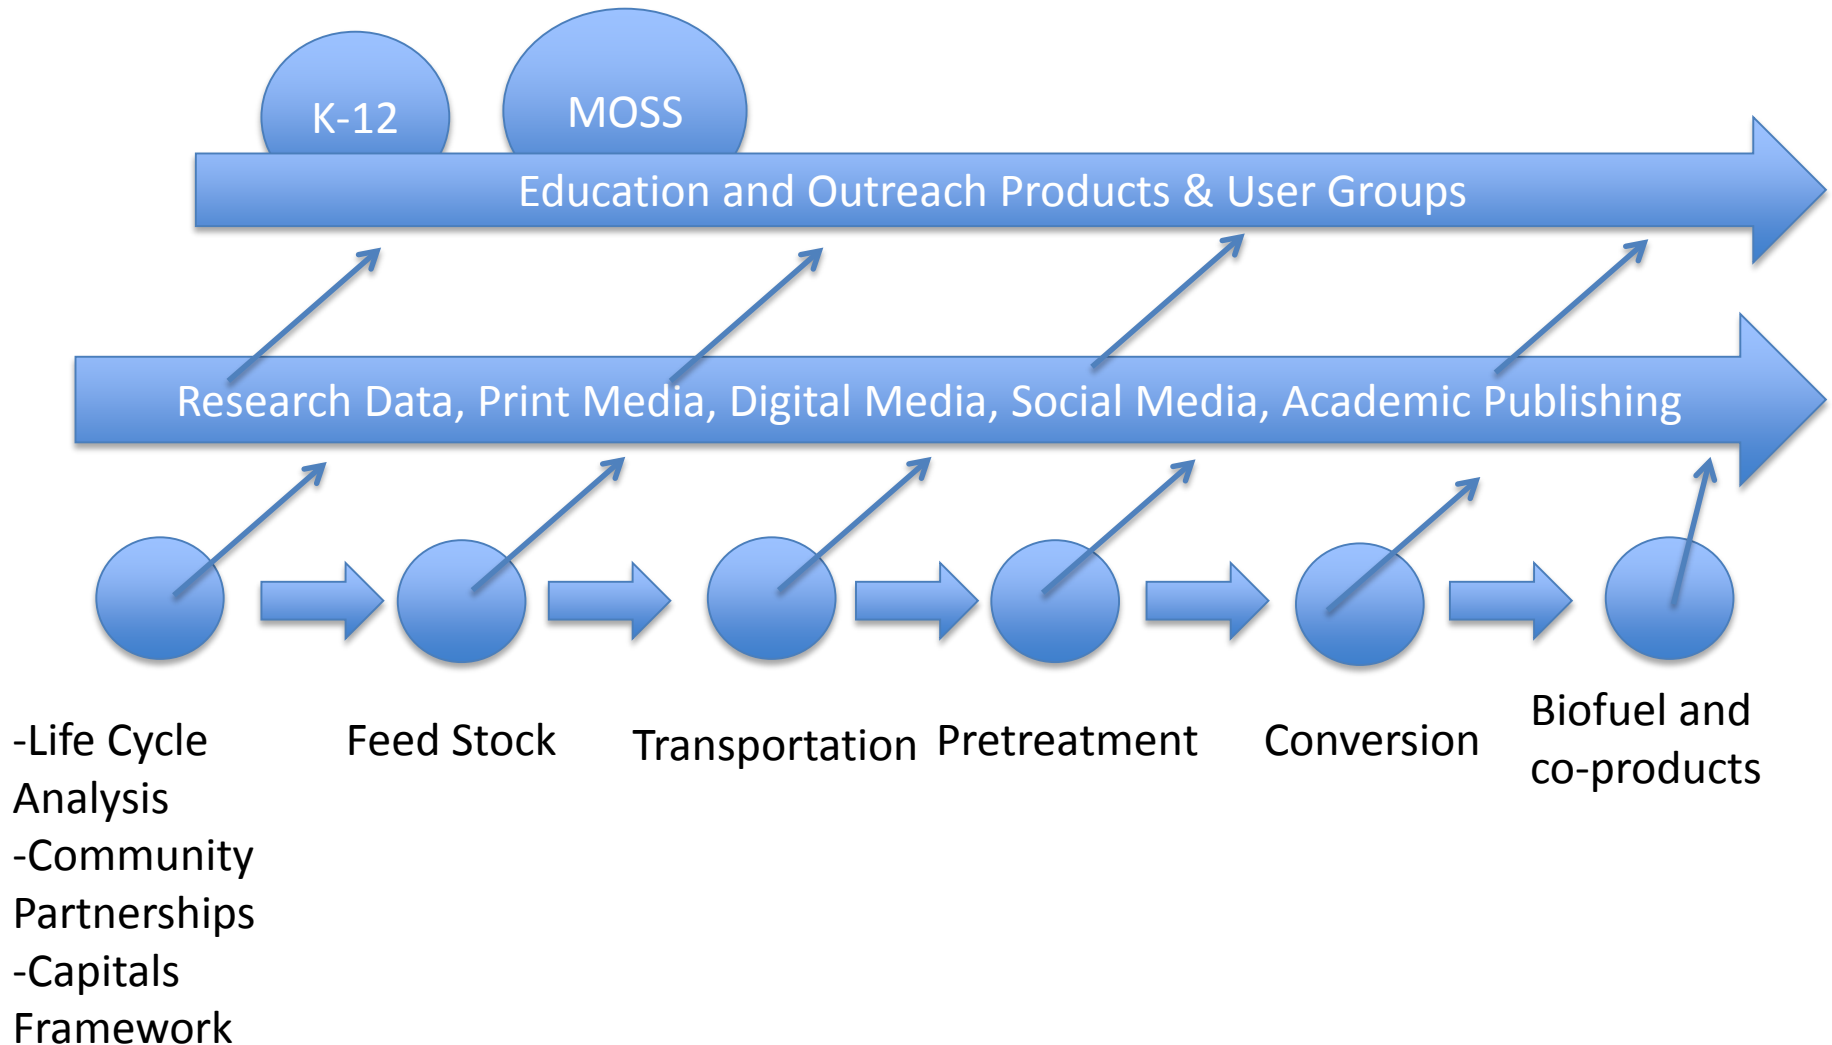 K-12
MOSS
Education and Outreach Products & User Groups
Research Data, Print Media, Digital Media, Social Media, Academic Publishing
-Life Cycle
Analysis
-Community
Partnerships
-Capitals
Framework
Feed Stock
Transportation
Pretreatment
Conversion
Biofuel and
co-products